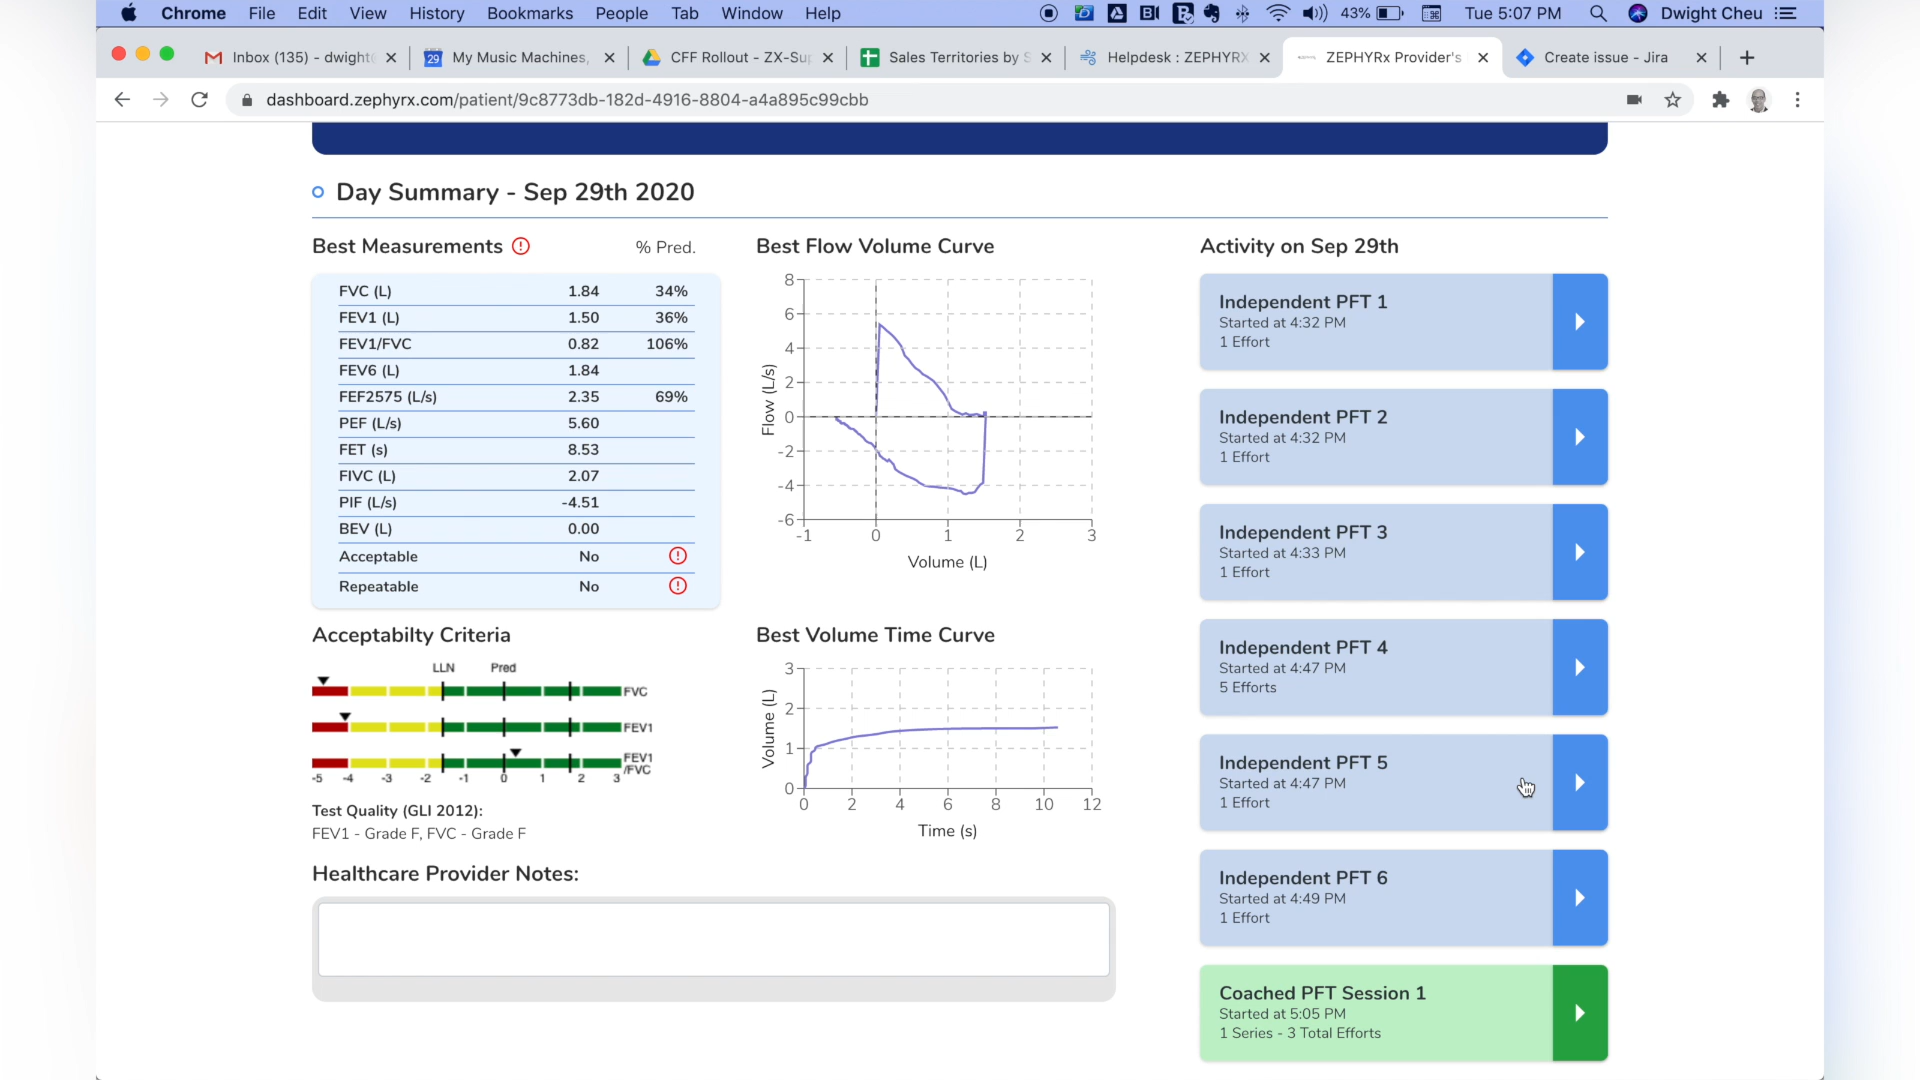 Chrome File Edit View History Bookmarks People Tab Window Help 43% Tue 5:07 PM Dwight Cheu
Inbox (135) - dwight
My Music Machines,
CFF Rollout - ZX-Sup
Sales Territories by S
Helpdesk : ZEPHYRX
ZEPHYRx Provider's
Create issue - Jira
dashboard.zephyrx.com/patient/9c8773db-182d-4916-8804-a4a895c99cbb
Day Summary - Sep 29th 2020
Best Measurements % Pred.
FVC (L) 1.84 34%
FEV1 (L) 1.50 36%
FEV1/FVC 0.82 106%
FEV6 (L) 1.84
FEF2575 (L/s) 2.35 69%
PEF (L/s) 5.60
FET (s) 8.53
FIVC (L) 2.07
PIF (L/s) -4.51
BEV (L) 0.00
Acceptable No
Repeatable No
Acceptabilty Criteria
LLN Pred
FVC
FEV1
FEV1
/FVC
-5 -4 -3 -2 -1 0 1 2 3
Test Quality (GLI 2012):
FEV1 - Grade F, FVC - Grade F
Healthcare Provider Notes:
Best Flow Volume Curve
8
6
4
2
0
-2
-4
-6
Flow (L/s)
-1 0 1 2 3
Volume (L)
Best Volume Time Curve
3
2
1
0
Volume (L)
0 2 4 6 8 10 12
Time (s)
Activity on Sep 29th
Independent PFT 1
Started at 4:32 PM
1 Effort
Independent PFT 2
Started at 4:32 PM
1 Effort
Independent PFT 3
Started at 4:33 PM
1 Effort
Independent PFT 4
Started at 4:47 PM
5 Efforts
Independent PFT 5
Started at 4:47 PM
1 Effort
Independent PFT 6
Started at 4:49 PM
1 Effort
Coached PFT Session 1
Started at 5:05 PM
1 Series - 3 Total Efforts